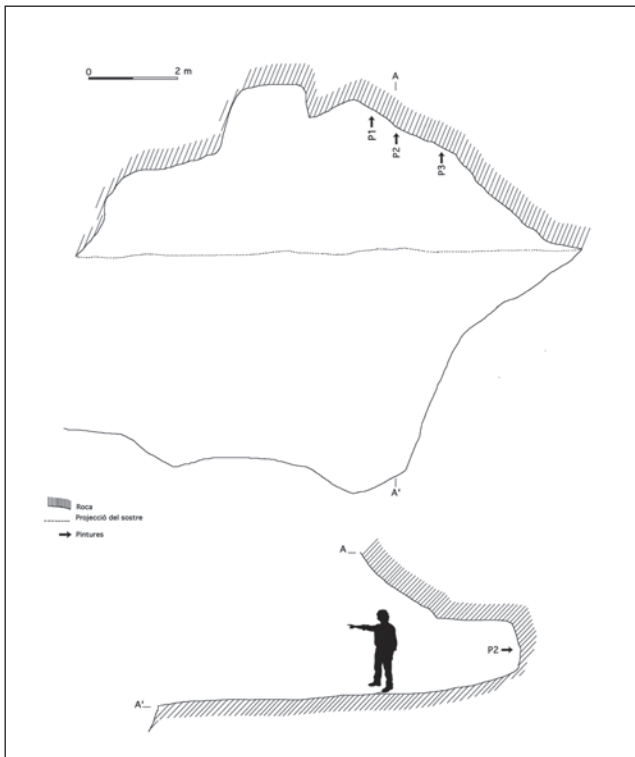 0 2 m
A
P1
P2
P3
A'
Roca
Projecció del sostre
Pintures
A
P2
A'